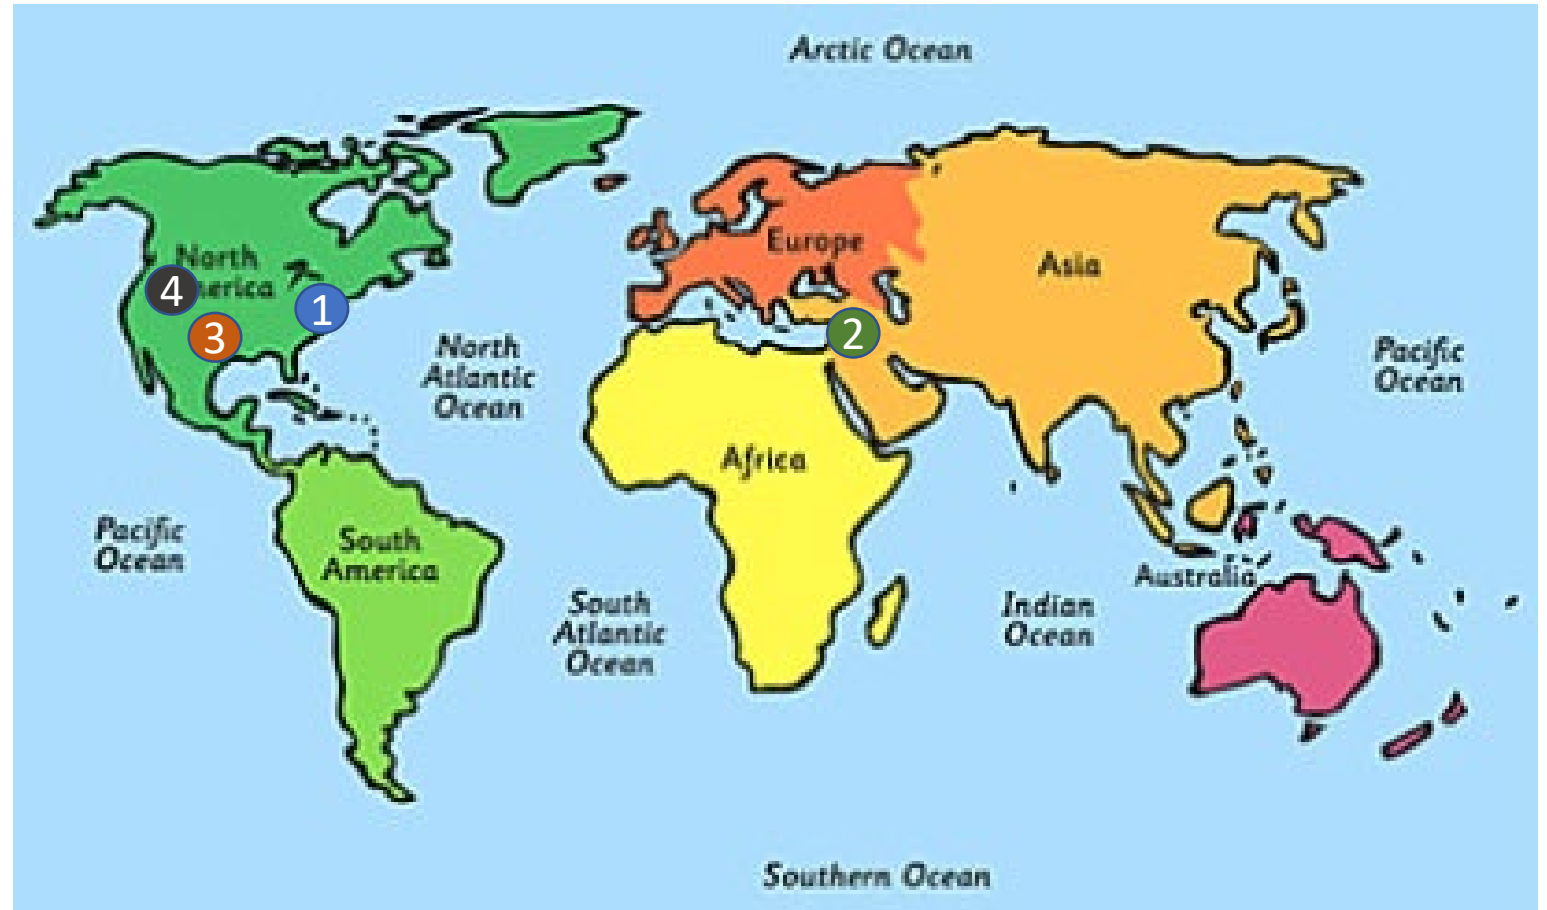 Arctic Ocean
North
erica
4
1
3
Europe
Asia
2
North
Atlantic
Ocean
Pacific
Ocean
Africa
Pacific
Ocean
South
America
Australia
South
Atlantic
Ocean
Indian
Ocean
Southern Ocean